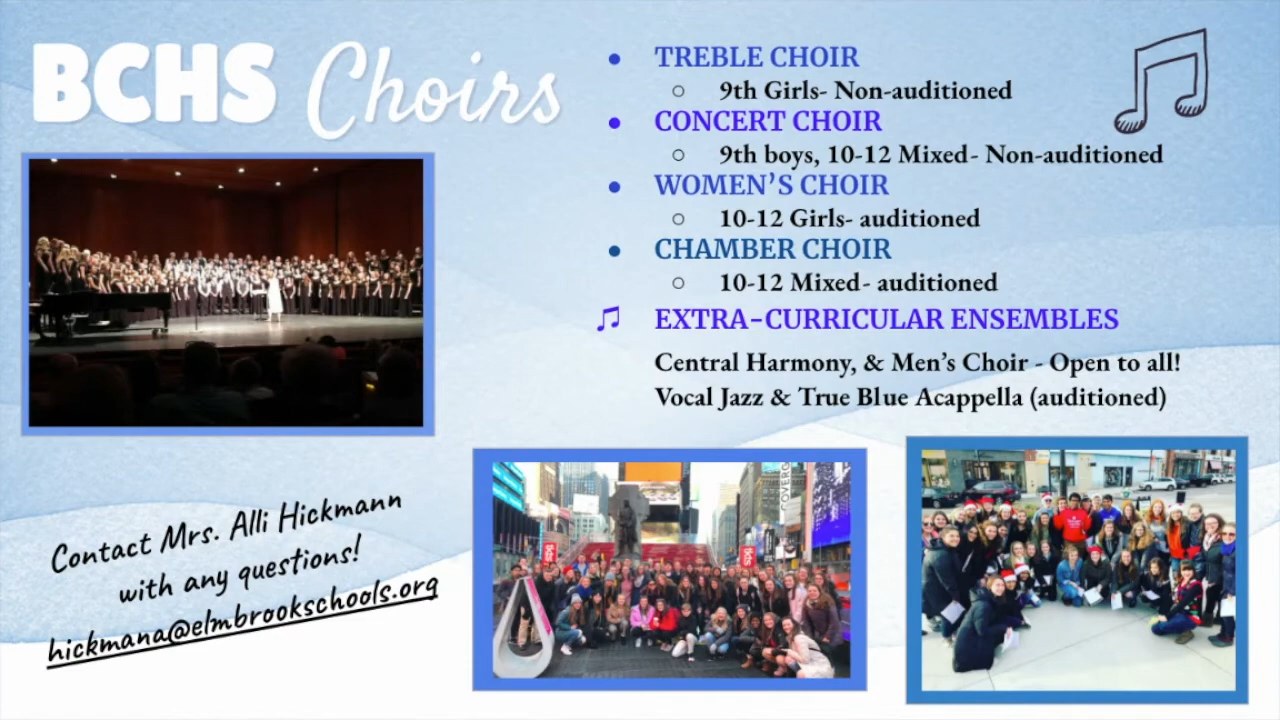 BCHS Choirs
TREBLE CHOIR
9th Girls- Non-auditioned
CONCERT CHOIR
9th boys, 10-12 Mixed- Non-auditioned
WOMEN'S CHOIR
10-12 Girls- auditioned
CHAMBER CHOIR
10-12 Mixed- auditioned
EXTRA-CURRICULAR ENSEMBLES
Central Harmony, & Men's Choir - Open to all!
Vocal Jazz & True Blue Acappella (auditioned)
Contact Mrs. Alli Hickmann
with any questions!
hickmana@elmbrookschools.org